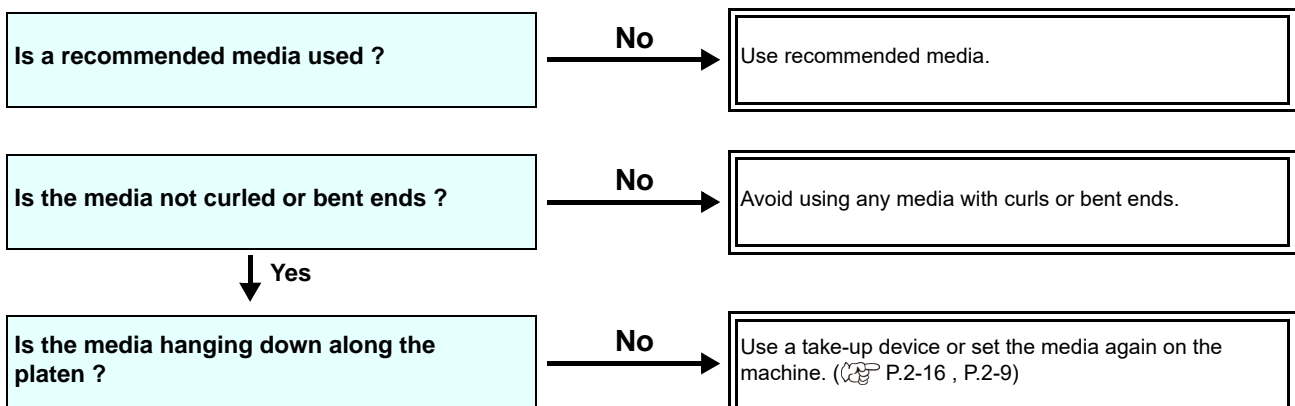 Is a recommended media used ?
No
Use recommended media.
Is the media not curled or bent ends ?
No
Avoid using any media with curls or bent ends.
Yes
Is the media hanging down along the
platen ?
No
Use a take-up device or set the media again on the
machine. ( P.2-16 , P.2-9)